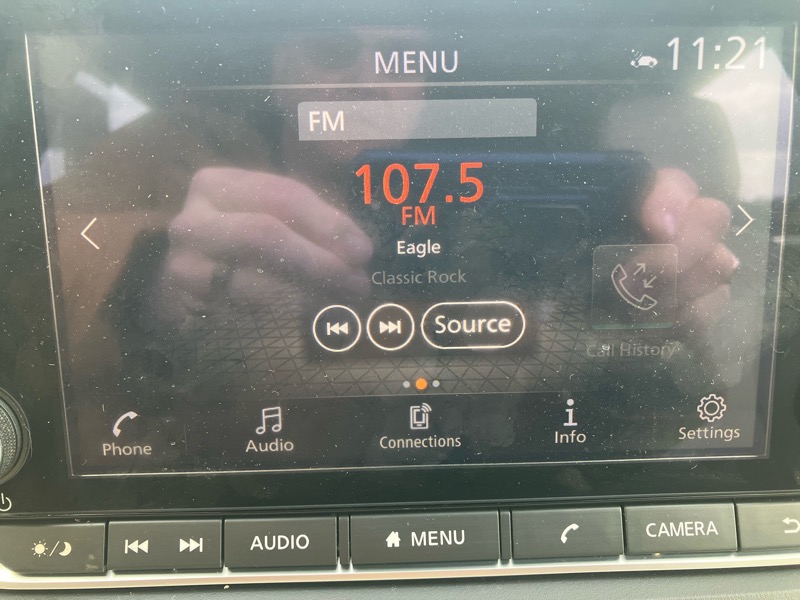 MENU
11:21
FM
107.5
FM
Eagle
Classic Rock
Source
Call History
Phone
Audio
Connections
Info
Settings
AUDIO
MENU
CAMERA